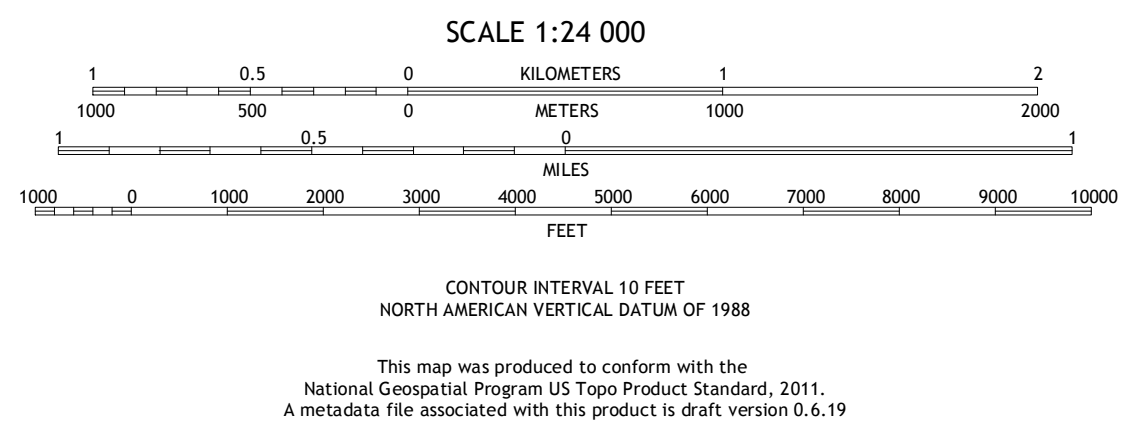 SCALE 1:24 000
1 0.5 0 KILOMETERS 1 2
1000 500 0 METERS 1000 2000
1 0.5 0 1
MILES
1000 0 1000 2000 3000 4000 5000 6000 7000 8000 9000 10000
FEET
CONTOUR INTERVAL 10 FEET
NORTH AMERICAN VERTICAL DATUM OF 1988
This map was produced to conform with the
National Geospatial Program US Topo Product Standard, 2011.
A metadata file associated with this product is draft version 0.6.19